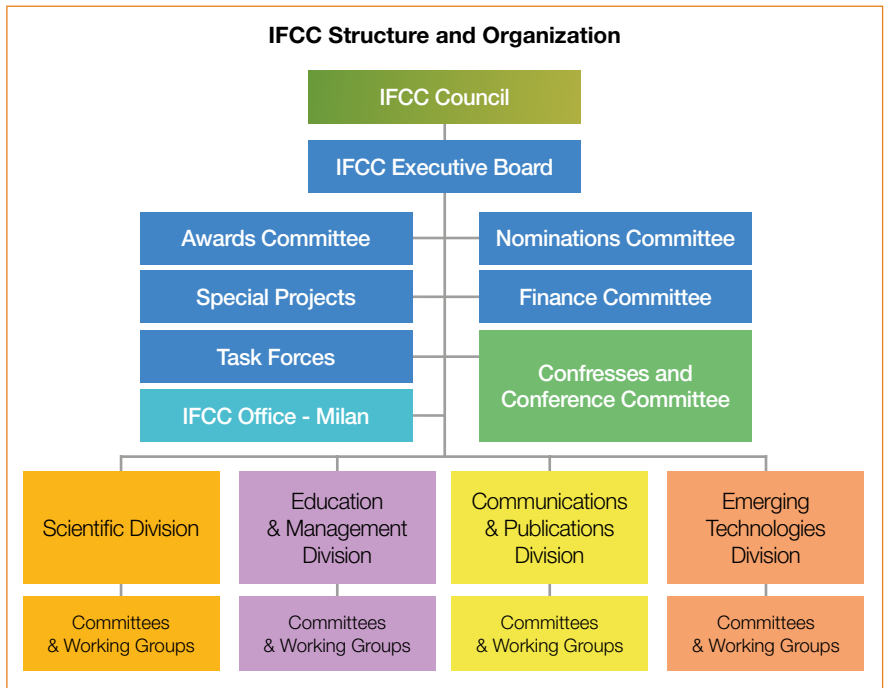 IFCC Structure and Organization
IFCC Council
IFCC Executive Board
Awards Committee
Nominations Committee
Special Projects
Finance Committee
Task Forces
Confresses and
Conference Committee
IFCC Office - Milan
Scientific Division
Education
& Management
Division
Communications
& Publications
Division
Emerging
Technologies
Division
Committees
& Working Groups
Committees
& Working Groups
Committees
& Working Groups
Committees
& Working Groups